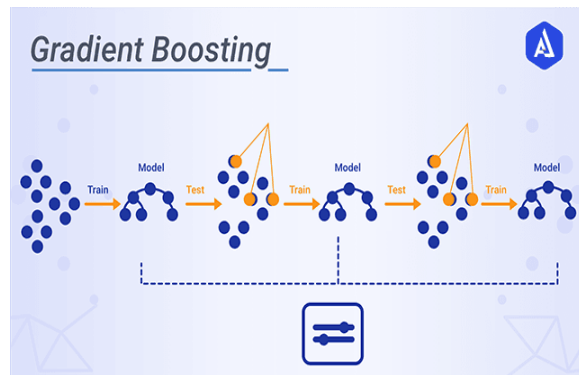 Gradient Boosting
Model
Model
Model
Train
Test
Train
Test
Train